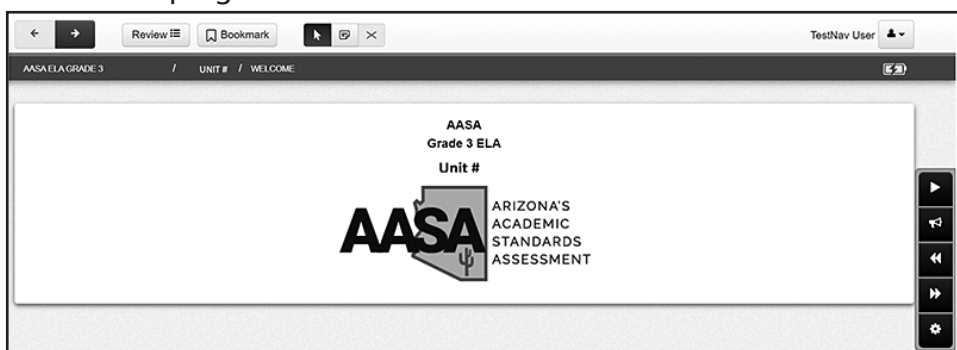 Review
Bookmark
TestNav User
AASA ELA GRADE 3 / UNIT # / WELCOME
AASA
Grade 3 ELA
Unit #
AASA
ARIZONA'S
ACADEMIC
STANDARDS
ASSESSMENT